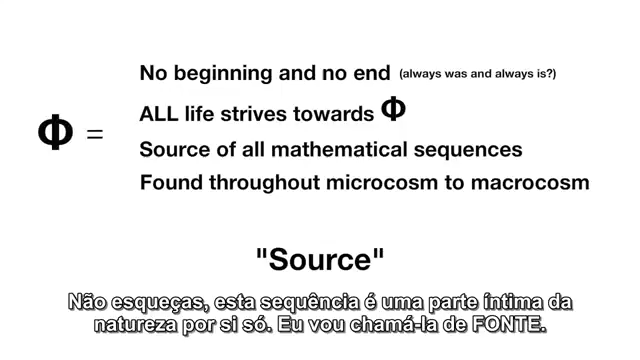 No beginning and no end (always was and always is?)
ALL life strives towards Φ
Φ =
Source of all mathematical sequences
Found throughout microcosm to macrocosm
"Source"
Não esqeças, esta sequência é uma parte íntima da
natureza por si só. Eu vou chamá-la de FONTE.